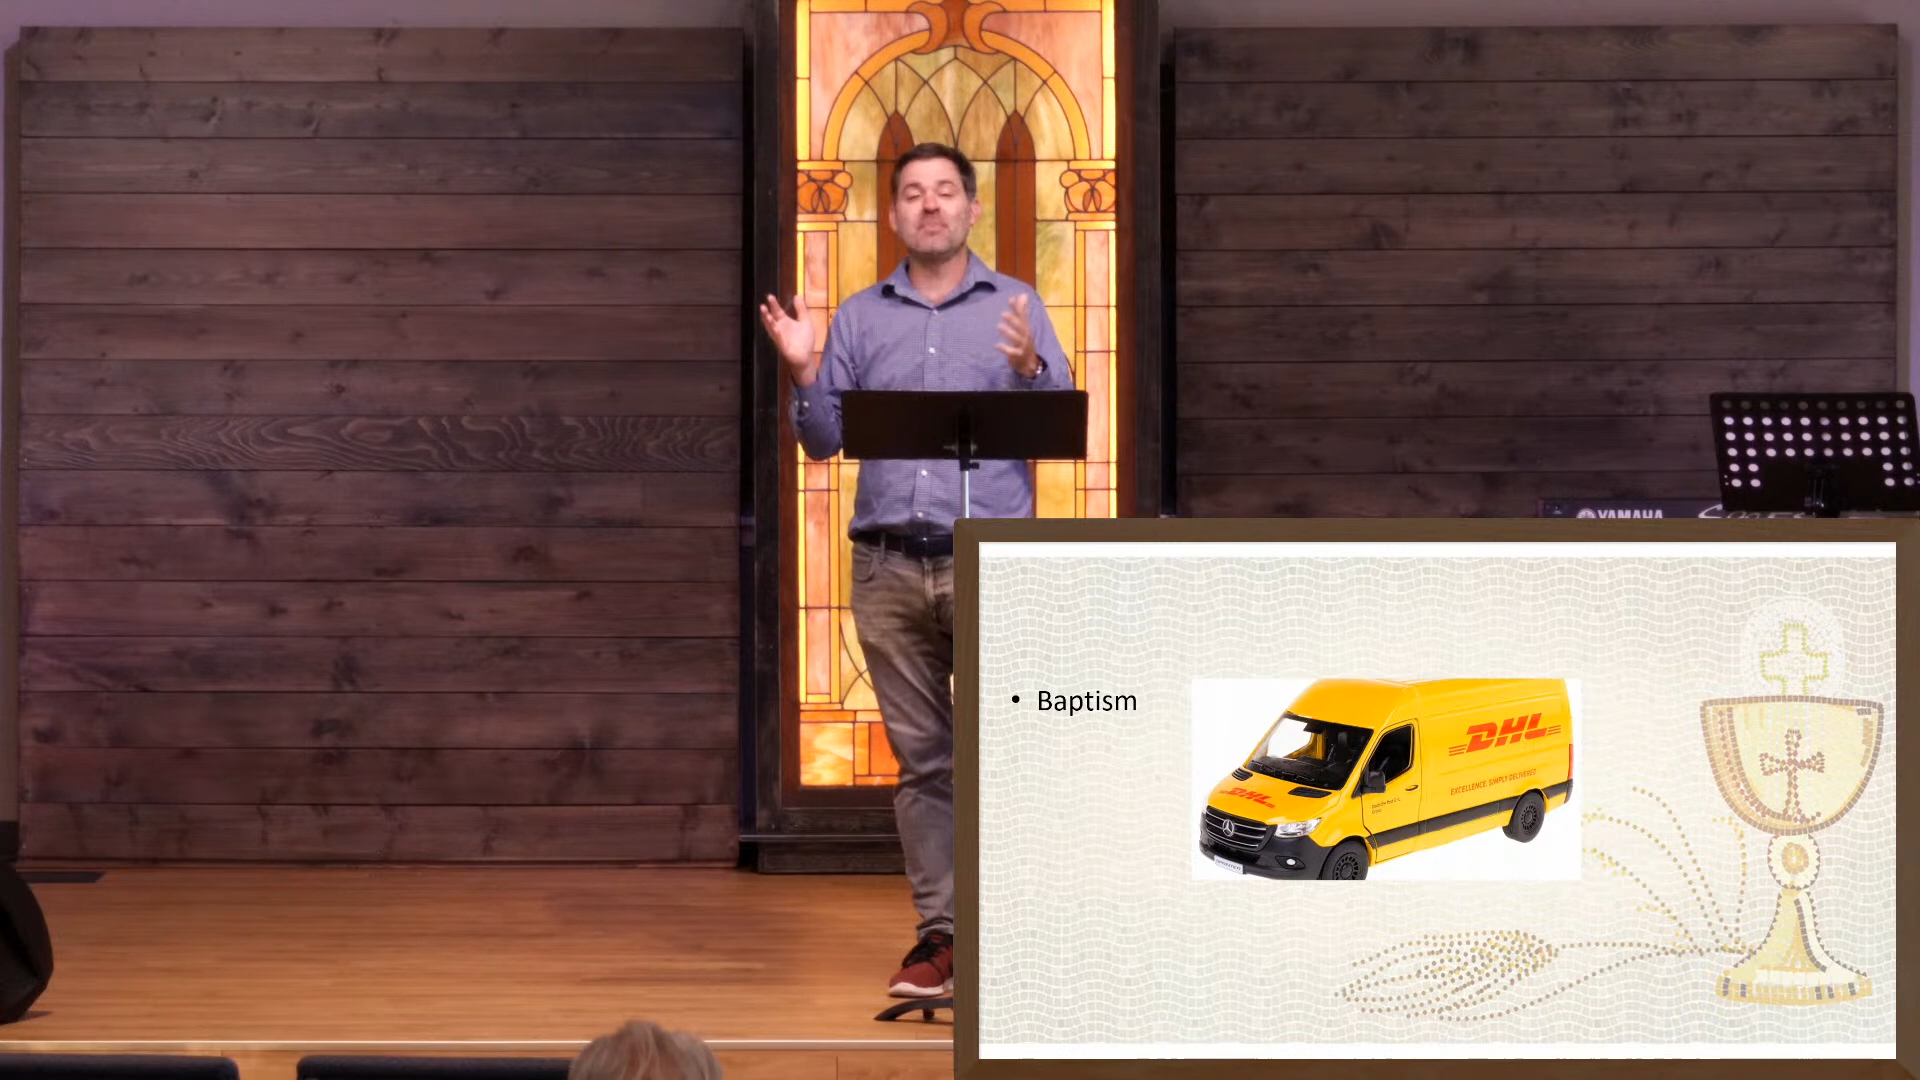 YAMAHA
• Baptism
DHL
EXCELLENCE. SIMPLY DELIVERED
DHL